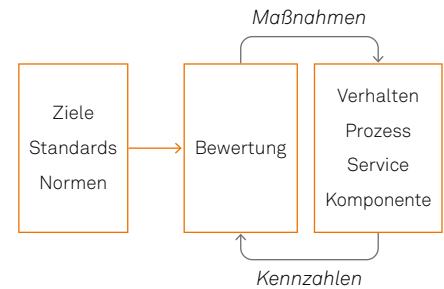 Maßnahmen
Ziele
Standards
Normen
Bewertung
Verhalten
Prozess
Service
Komponente
Kennzahlen